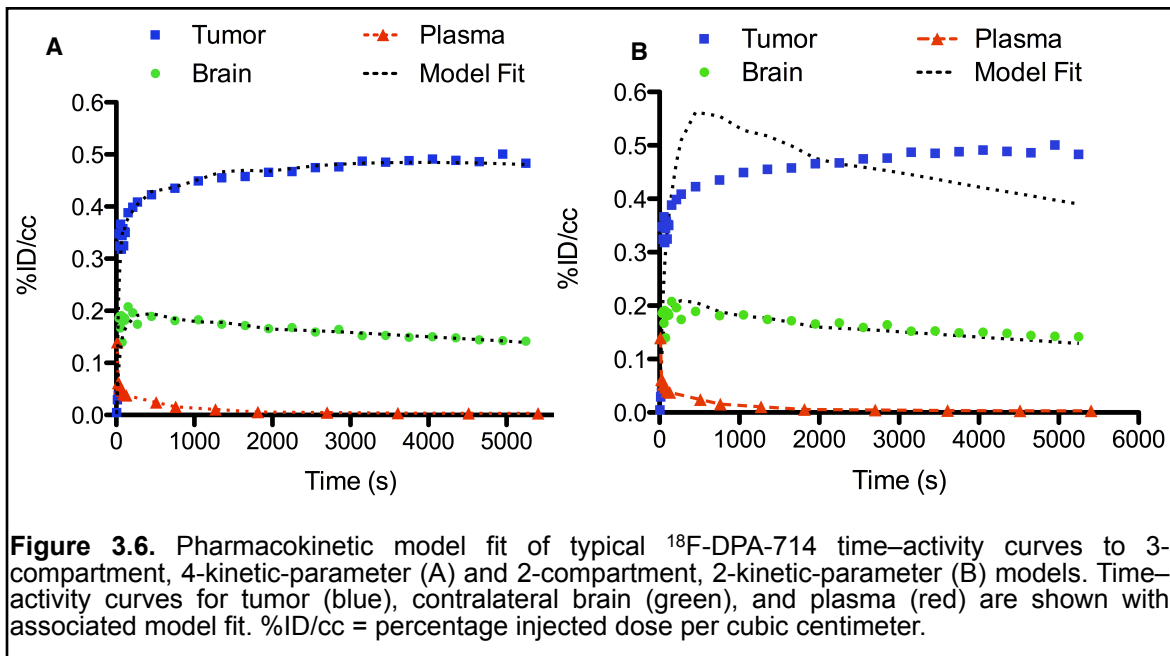 A
Tumor
Plasma
Brain
Model Fit
0.6
0.5
0.4
0.3
0.2
0.1
0.0
%ID/cc
0
1000
2000
3000
4000
5000
Time (s)
B
Tumor
Plasma
Brain
Model Fit
0.6
0.5
0.4
0.3
0.2
0.1
0.0
%ID/cc
0
1000
2000
3000
4000
5000
6000
Time (s)
Figure 3.6. Pharmacokinetic model fit of typical ¹⁸F-DPA-714 time–activity curves to 3-
compartment, 4-kinetic-parameter (A) and 2-compartment, 2-kinetic-parameter (B) models. Time–
activity curves for tumor (blue), contralateral brain (green), and plasma (red) are shown with
associated model fit. %ID/cc = percentage injected dose per cubic centimeter.